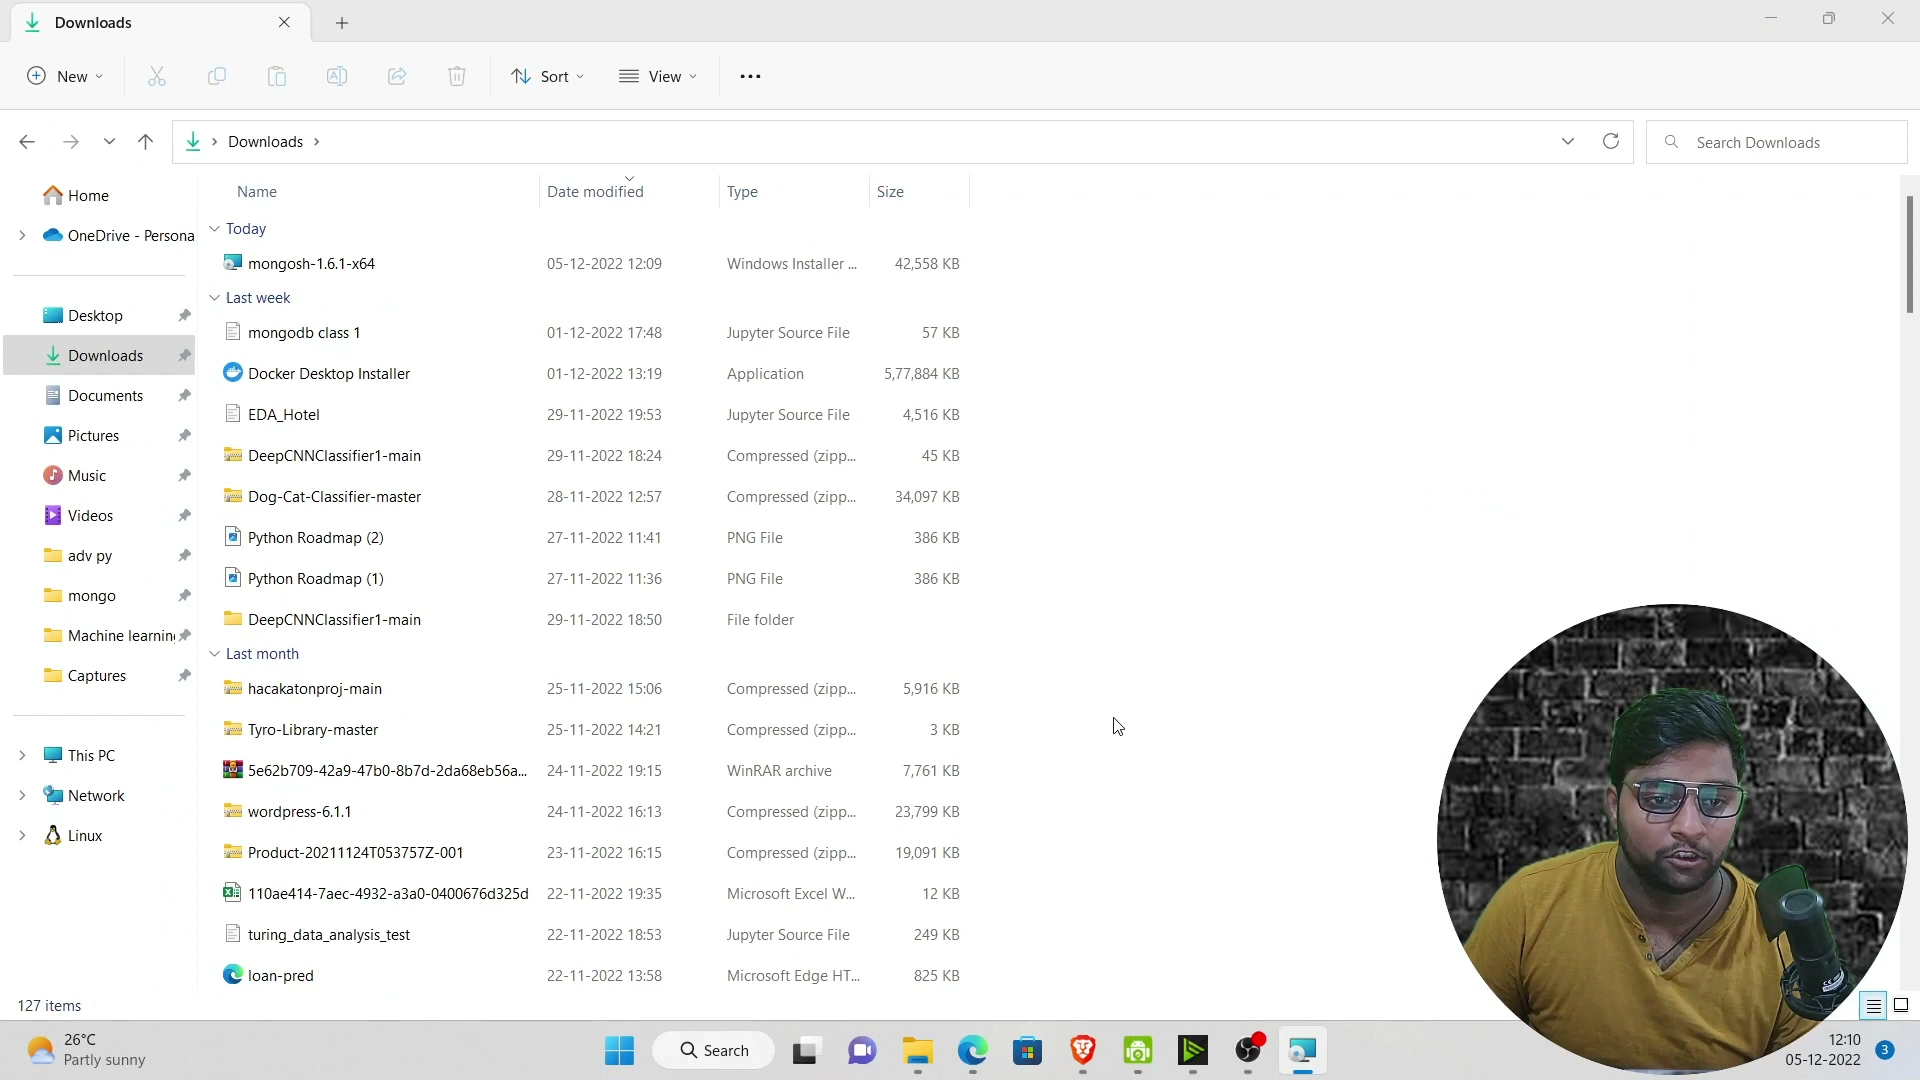 Downloads
New
Sort
View
Downloads
Search Downloads
Home
OneDrive - Persona
Desktop
Downloads
Documents
Pictures
Music
Videos
adv py
mongo
Machine learnin
Captures
This PC
Network
Linux
Name Date modified Type Size
Today
mongosh-1.6.1-x64 05-12-2022 12:09 Windows Installer ... 42,558 KB
Last week
mongodb class 1 01-12-2022 17:48 Jupyter Source File 57 KB
Docker Desktop Installer 01-12-2022 13:19 Application 5,77,884 KB
EDA_Hotel 29-11-2022 19:53 Jupyter Source File 4,516 KB
DeepCNNClassifier1-main 29-11-2022 18:24 Compressed (zipp... 45 KB
Dog-Cat-Classifier-master 28-11-2022 12:57 Compressed (zipp... 34,097 KB
Python Roadmap (2) 27-11-2022 11:41 PNG File 386 KB
Python Roadmap (1) 27-11-2022 11:36 PNG File 386 KB
DeepCNNClassifier1-main 29-11-2022 18:50 File folder
Last month
hacakatonproj-main 25-11-2022 15:06 Compressed (zipp... 5,916 KB
Tyro-Library-master 25-11-2022 14:21 Compressed (zipp... 3 KB
5e62b709-42a9-47b0-8b7d-2da68eb56a... 24-11-2022 19:15 WinRAR archive 7,761 KB
wordpress-6.1.1 24-11-2022 16:13 Compressed (zipp... 23,799 KB
Product-20211124T053757Z-001 23-11-2022 16:15 Compressed (zipp... 19,091 KB
110ae414-7aec-4932-a3a0-0400676d325d 22-11-2022 19:35 Microsoft Excel W... 12 KB
turing_data_analysis_test 22-11-2022 18:53 Jupyter Source File 249 KB
loan-pred 22-11-2022 13:58 Microsoft Edge HT... 825 KB
127 items
26°C
Partly sunny
Search
12:10
05-12-2022
3